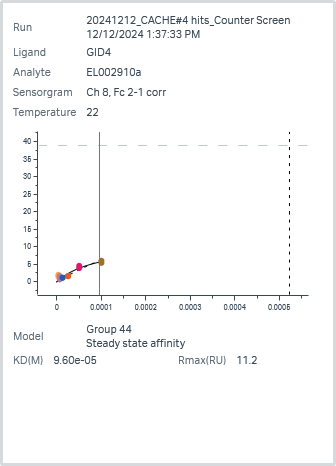 Run 20241212_CACHE#4 hits_Counter Screen
12/12/2024 1:37:33 PM
Ligand GID4
Analyte EL002910a
Sensorgram Ch 8, Fc 2-1 corr
Temperature 22
40
35
30
25
20
15
10
5
0
0 0.0001 0.0002 0.0003 0.0004 0.0005
Model Group 44
Steady state affinity
KD(M) 9.60e-05 Rmax(RU) 11.2